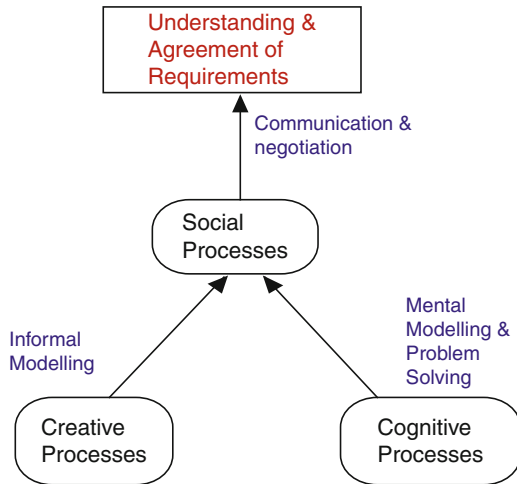 Understanding &
Agreement of
Requirements
Communication &
negotiation
Social
Processes
Informal
Modelling
Mental
Modelling &
Problem
Solving
Creative
Processes
Cognitive
Processes